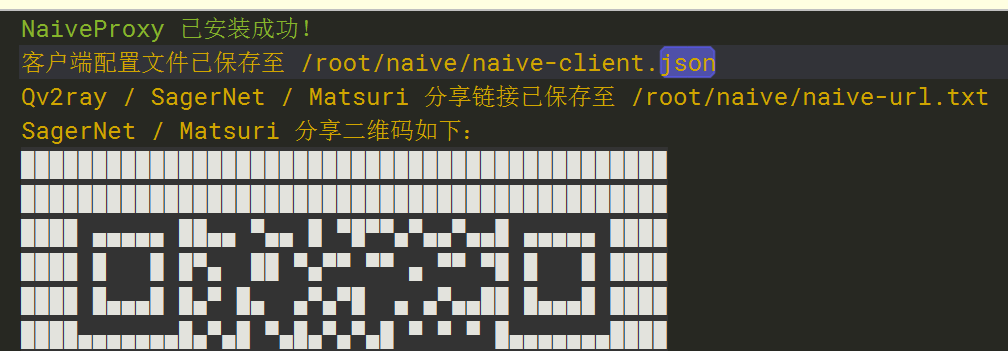 NaiveProxy 已安装成功!
客户端配置文件已保存至 /root/naive/naive-client.json
Qv2ray / SagerNet / Matsuri 分享链接已保存至 /root/naive/naive-url.txt
SagerNet / Matsuri 分享二维码如下: